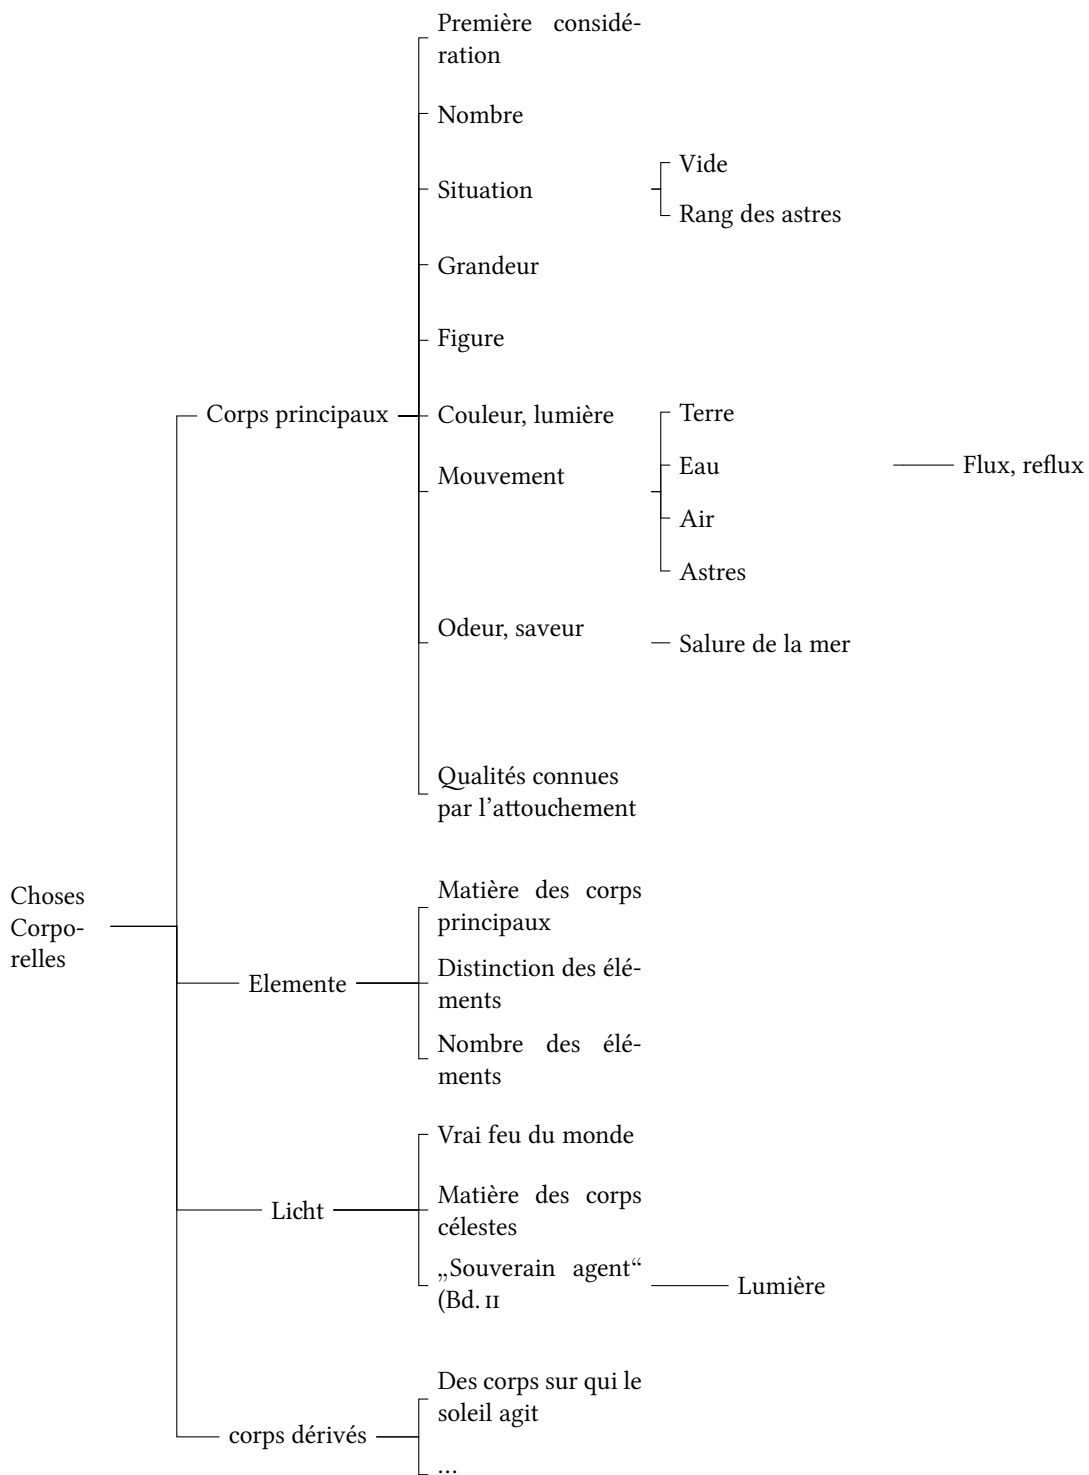 Première considé-
ration
Nombre
Situation
Vide
Rang des astres
Grandeur
Figure
Corps principaux
Couleur, lumière
Mouvement
Terre
Eau
Flux, reflux
Air
Astres
Odeur, saveur
Salure de la mer
Qualités connues
par l'attouchement
Choses
Corpo-
relles
Elemente
Matière des corps
principaux
Distinction des élé-
ments
Nombre des élé-
ments
Licht
Vrai feu du monde
Matière des corps
célestes
„Souverain agent“
(Bd. II
Lumière
corps dérivés
Des corps sur qui le
soleil agit
...